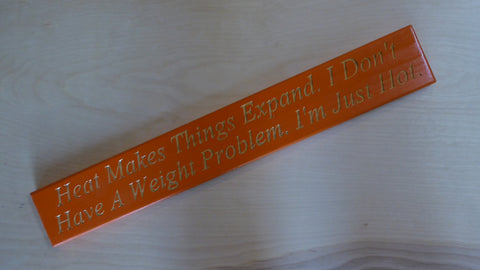 Heat Makes Things Expand. I Don't
Have A Weight Problem, I'm Just Hot.